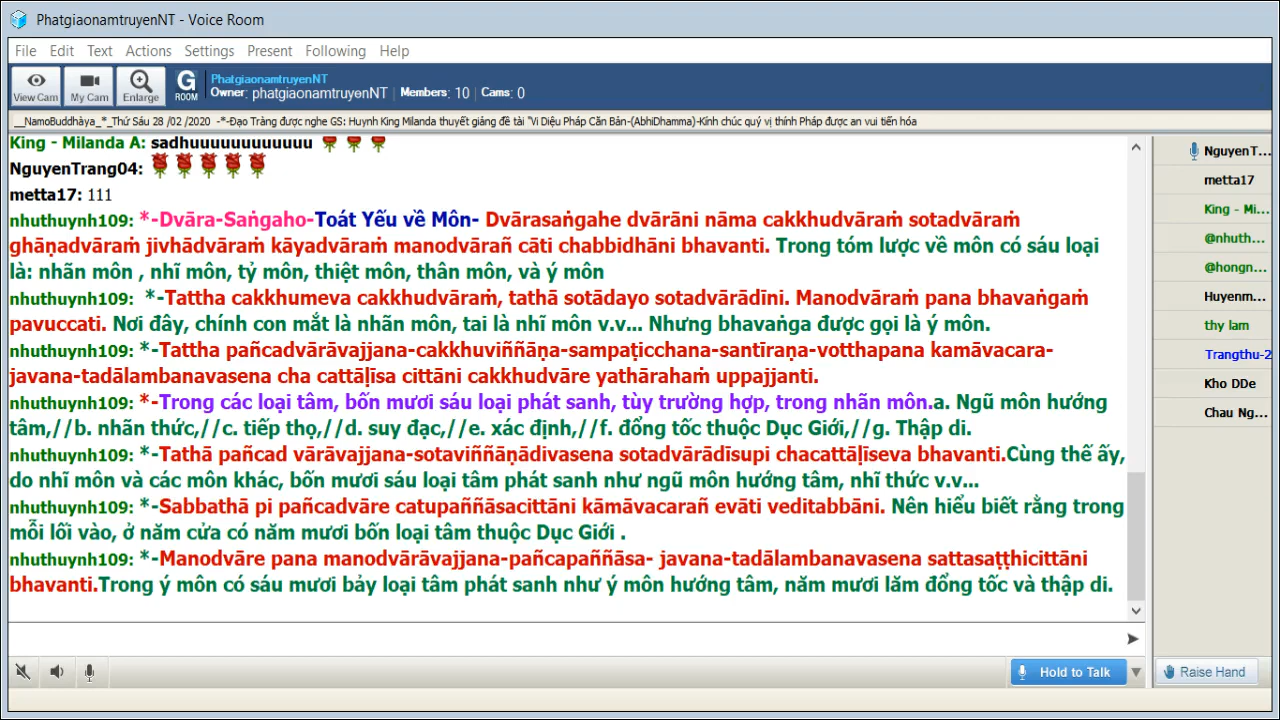 PhatgiaonamtruyenNT - Voice Room
File Edit Text Actions Settings Present Following Help
View Cam My Cam Enlarge G ROOM
PhatgiaonamtruyenNT
Owner: phatgiaonamtruyenNT Members: 10 Cams: 0
__NamoBuddhàya_*_Thứ Sáu 28 /02 /2020 -*-Đạo Tràng được nghe GS: Huynh King Milanda thuyết giảng đề tài "Vi Diệu Pháp Căn Bản-(AbhiDhamma)-Kính chúc quý vị thính Pháp được an vui tiến hóa
King - Milanda A: sadhuuuuuuuuuuuu
NguyenTrang04:
metta17: 111
nhuthuynh109: *-Dvāra-Saṅgaho-Toát Yếu về Môn- Dvārasaṅgahe dvārāni nāma cakkhudvāraṁ sotadvāraṁ
ghāṇadvāraṁ jivhādvāraṁ kāyadvāraṁ manodvārañ cāti chabbidhāni bhavanti. Trong tóm lược về môn có sáu loại
là: nhãn môn , nhĩ môn, tỷ môn, thiệt môn, thân môn, và ý môn
nhuthuynh109: *-Tattha cakkhumeva cakkhudvāraṁ, tathā sotādayo sotadvārādīni. Manodvāraṁ pana bhavaṅgaṁ
pavuccati. Nơi đây, chính con mắt là nhãn môn, tai là nhĩ môn v.v... Nhưng bhavaṅga được gọi là ý môn.
nhuthuynh109: *-Tattha pañcadvārāvajjana-cakkhuviññāṇa-sampaṭicchana-santīraṇa-votthapana kamāvacara-
javana-tadālambanavasena cha cattāḷīsa cittāni cakkhudvāre yathārahaṁ uppajjanti.
nhuthuynh109: *-Trong các loại tâm, bốn mươi sáu loại phát sanh, tùy trường hợp, trong nhãn môn.a. Ngũ môn hướng
tâm,//b. nhãn thức,//c. tiếp thọ,//d. suy đạc,//e. xác định,//f. đổng tốc thuộc Dục Giới,//g. Thập di.
nhuthuynh109: *-Tathā pañcad vārāvajjana-sotaviññāṇādivasena sotadvārādīsupi chacattāḷīseva bhavanti.Cùng thế ấy,
do nhĩ môn và các môn khác, bốn mươi sáu loại tâm phát sanh như ngũ môn hướng tâm, nhĩ thức v.v...
nhuthuynh109: *-Sabbathā pi pañcadvāre catupaññāsacittāni kāmāvacarañ evāti veditabbāni. Nên hiểu biết rằng trong
mỗi lối vào, ở năm cửa có năm mươi bốn loại tâm thuộc Dục Giới .
nhuthuynh109: *-Manodvāre pana manodvārāvajjana-pañcapaññāsa- javana-tadālambanavasena sattasaṭṭhicittāni
bhavanti.Trong ý môn có sáu mươi bảy loại tâm phát sanh như ý môn hướng tâm, năm mươi lăm đổng tốc và thập di.
NguyenT...
metta17
King - Mi...
@nhuth...
@hongn...
Huyenm...
thy lam
Trangthu-2
Kho DDe
Chau Ng...
Hold to Talk
Raise Hand